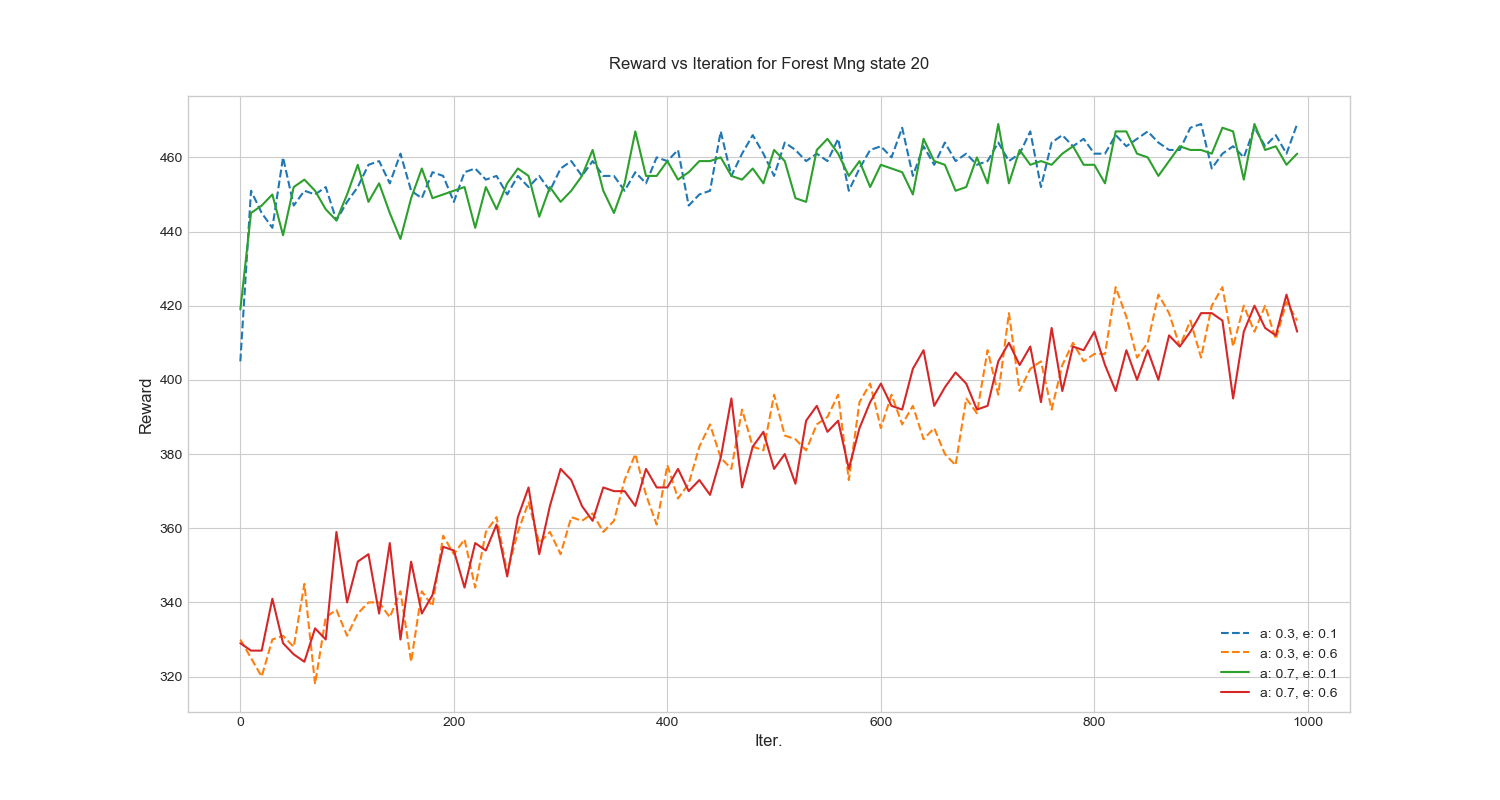 Reward vs Iteration for Forest Mng state 20
460
440
420
400
380
360
340
320
Reward
0 200 400 600 800 1000
Iter.
a: 0.3, e: 0.1
a: 0.3, e: 0.6
a: 0.7, e: 0.1
a: 0.7, e: 0.6